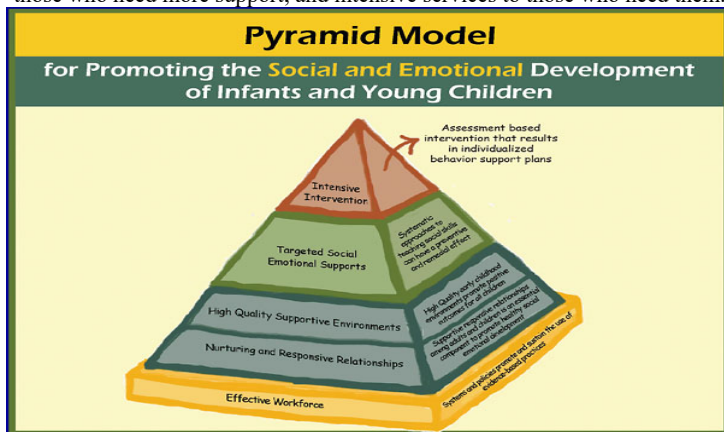 those who need more support, and intensive services to those who need them.
Pyramid Model
for Promoting the Social and Emotional Development
of Infants and Young Children
Assessment based
intervention that results
in individualized
behavior support plans
Intensive
Intervention
Targeted Social
Emotional Supports
Systematic
approaches to
teaching social skills
can have a preventive
and remedial effect
High Quality Supportive Environments
High Quality early childhood
environments promote positive
outcomes for all children
Nurturing and Responsive Relationships
Supportive responsive relationships
among adults and children is an essential
component to promote healthy social
emotional development
Effective Workforce
Systems and policies promote and sustain the use of
evidence-based practices